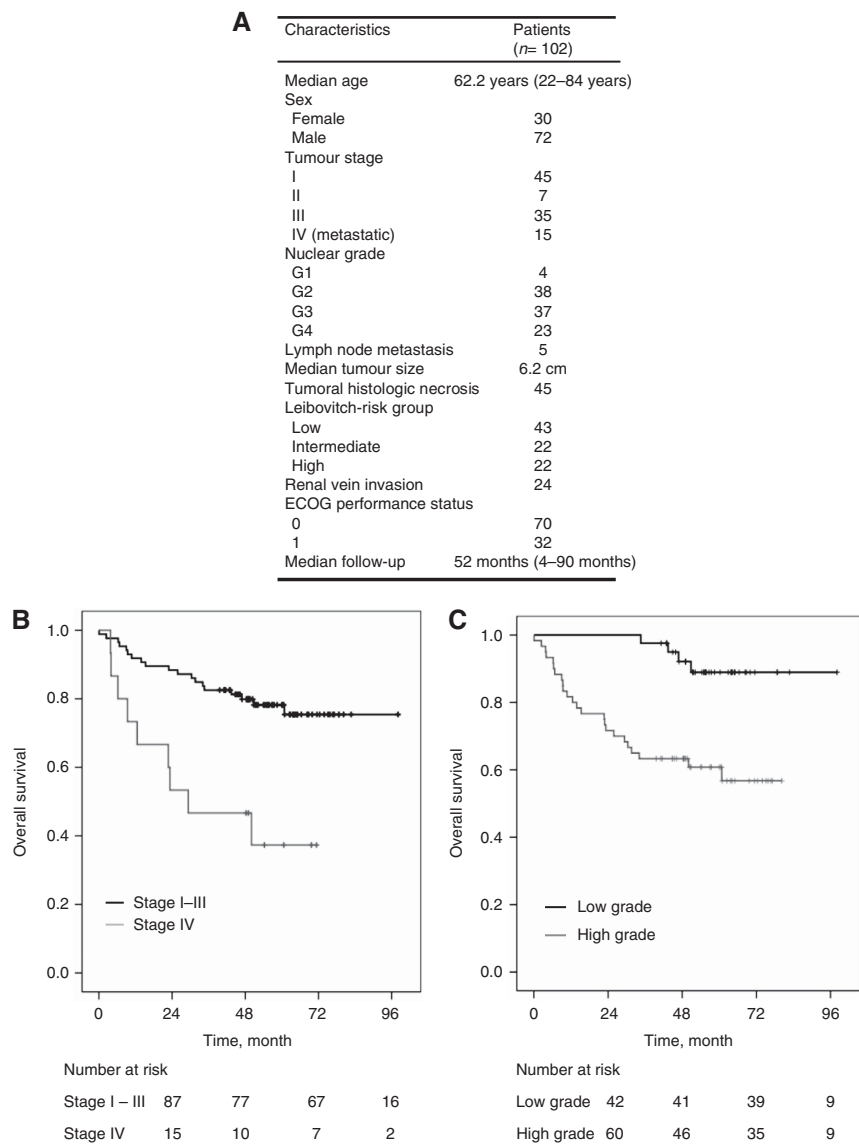 A
Characteristics Patients
(n= 102)
Median age 62.2 years (22–84 years)
Sex
Female 30
Male 72
Tumour stage
I 45
II 7
III 35
IV (metastatic) 15
Nuclear grade
G1 4
G2 38
G3 37
G4 23
Lymph node metastasis 5
Median tumour size 6.2 cm
Tumoral histologic necrosis 45
Leibovitch-risk group
Low 43
Intermediate 22
High 22
Renal vein invasion 24
ECOG performance status
0 70
1 32
Median follow-up 52 months (4–90 months)
B
Overall survival
1.0
0.8
0.6
0.4
0.2
0.0
Stage I–III
Stage IV
0 24 48 72 96
Time, month
Number at risk
Stage I – III 87 77 67 16
Stage IV 15 10 7 2
C
Overall survival
1.0
0.8
0.6
0.4
0.2
0.0
Low grade
High grade
0 24 48 72 96
Time, month
Number at risk
Low grade 42 41 39 9
High grade 60 46 35 9